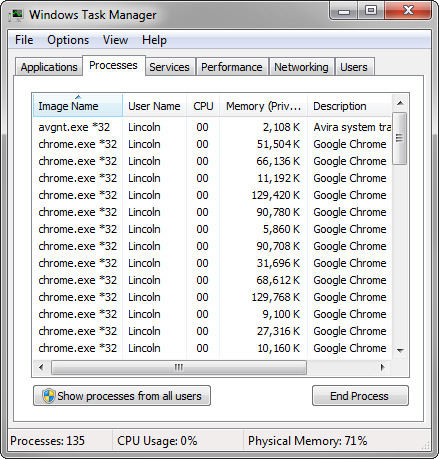 Windows Task Manager
File Options View Help
Applications Processes Services Performance Networking Users
Image Name User Name CPU Memory (Priv... Description
avgnt.exe *32 Lincoln 00 2,108 K Avira system tra
chrome.exe *32 Lincoln 00 51,504 K Google Chrome
chrome.exe *32 Lincoln 00 66,136 K Google Chrome
chrome.exe *32 Lincoln 00 11,192 K Google Chrome
chrome.exe *32 Lincoln 00 129,420 K Google Chrome
chrome.exe *32 Lincoln 00 90,780 K Google Chrome
chrome.exe *32 Lincoln 00 5,860 K Google Chrome
chrome.exe *32 Lincoln 00 90,708 K Google Chrome
chrome.exe *32 Lincoln 00 31,696 K Google Chrome
chrome.exe *32 Lincoln 00 68,612 K Google Chrome
chrome.exe *32 Lincoln 00 129,768 K Google Chrome
chrome.exe *32 Lincoln 00 9,100 K Google Chrome
chrome.exe *32 Lincoln 00 27,316 K Google Chrome
chrome.exe *32 Lincoln 00 10,160 K Google Chrome
Show processes from all users End Process
Processes: 135 CPU Usage: 0% Physical Memory: 71%